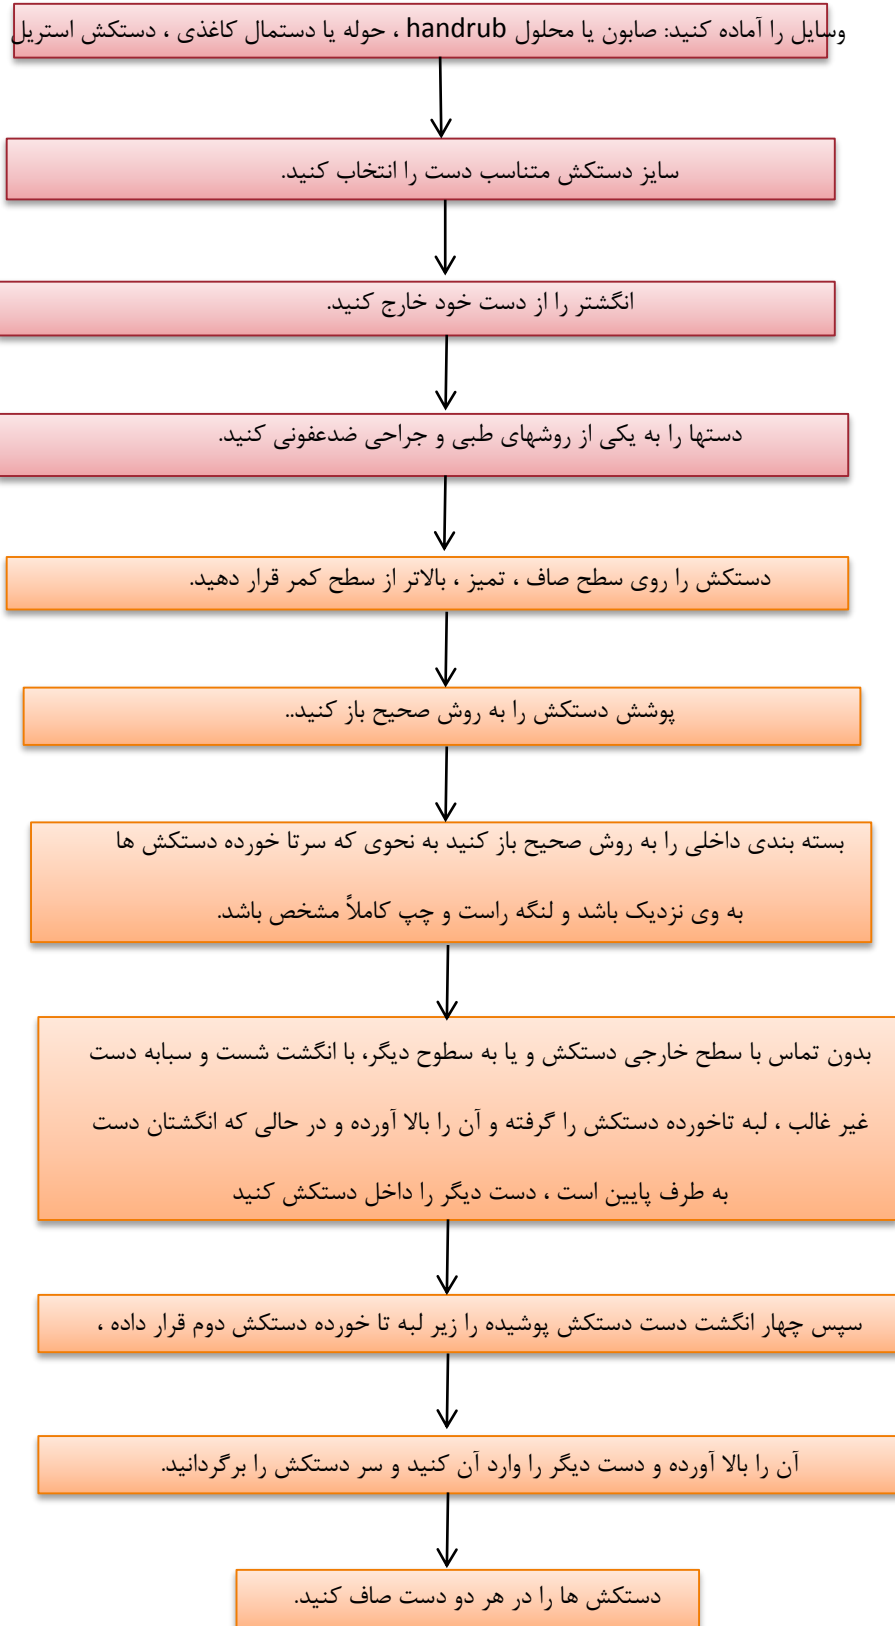 وسایل را آماده کنید: صابون یا محلول handrub ، حوله یا دستمال کاغذی ، دستکش استریل
سایز دستکش متناسب دست را انتخاب کنید.
انگشتر را از دست خود خارج کنید.
دستها را به یکی از روشهای طبی و جراحی ضدعفونی کنید.
دستکش را روی سطح صاف ، تمیز ، بالاتر از سطح کمر قرار دهید.
پوشش دستکش را به روش صحیح باز کنید..
بسته بندی داخلی را به روش صحیح باز کنید به نحوی که سرتا خورده دستکش ها
به وی نزدیک باشد و لنگه راست و چپ کاملاً مشخص باشد.
بدون تماس با سطح خارجی دستکش و یا به سطوح دیگر، با انگشت شست و سبابه دست
غیر غالب ، لبه تاخورده دستکش را گرفته و آن را بالا آورده و در حالی که انگشتان دست
به طرف پایین است ، دست دیگر را داخل دستکش کنید
سپس چهار انگشت دست دستکش پوشیده را زیر لبه تا خورده دستکش دوم قرار داده ،
آن را بالا آورده و دست دیگر را وارد آن کنید و سر دستکش را برگردانید.
دستکش ها را در هر دو دست صاف کنید.